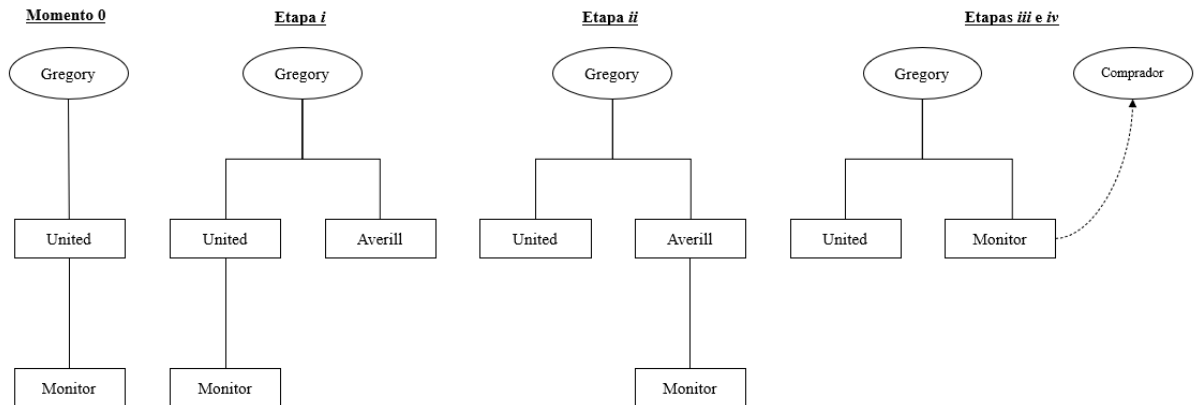 Momento 0
Etapa i
Etapa ii
Etapas iii e iv
Gregory
Gregory
Gregory
Gregory
Comprador
United
United
Averill
United
Averill
United
Monitor
Monitor
Monitor
Monitor